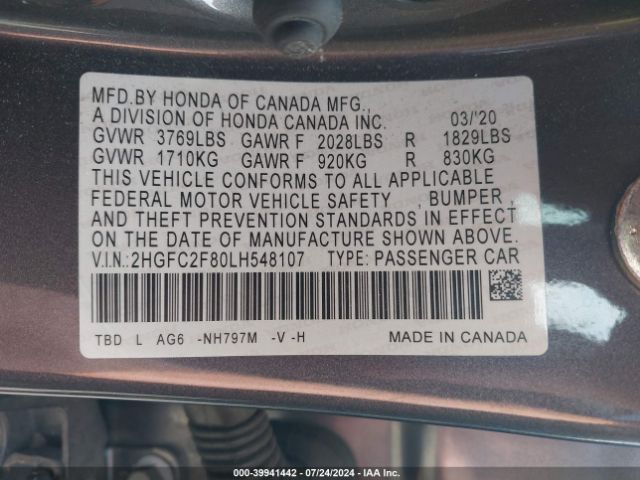 MFD.BY HONDA OF CANADA MFG.,
A DIVISION OF HONDA CANADA INC. 03/'20
GVWR 3769LBS GAWR F 2028LBS R 1829LBS
GVWR 1710KG GAWR F 920KG R 830KG
THIS VEHICLE CONFORMS TO ALL APPLICABLE
FEDERAL MOTOR VEHICLE SAFETY , BUMPER ,
AND THEFT PREVENTION STANDARDS IN EFFECT
ON THE DATE OF MANUFACTURE SHOWN ABOVE.
V.I.N.:2HGFC2F80LH548107 TYPE: PASSENGER CAR
TBD L AG6 -NH797M -V -H MADE IN CANADA
000-39941442 / 07/24/2024 / IAA Inc.